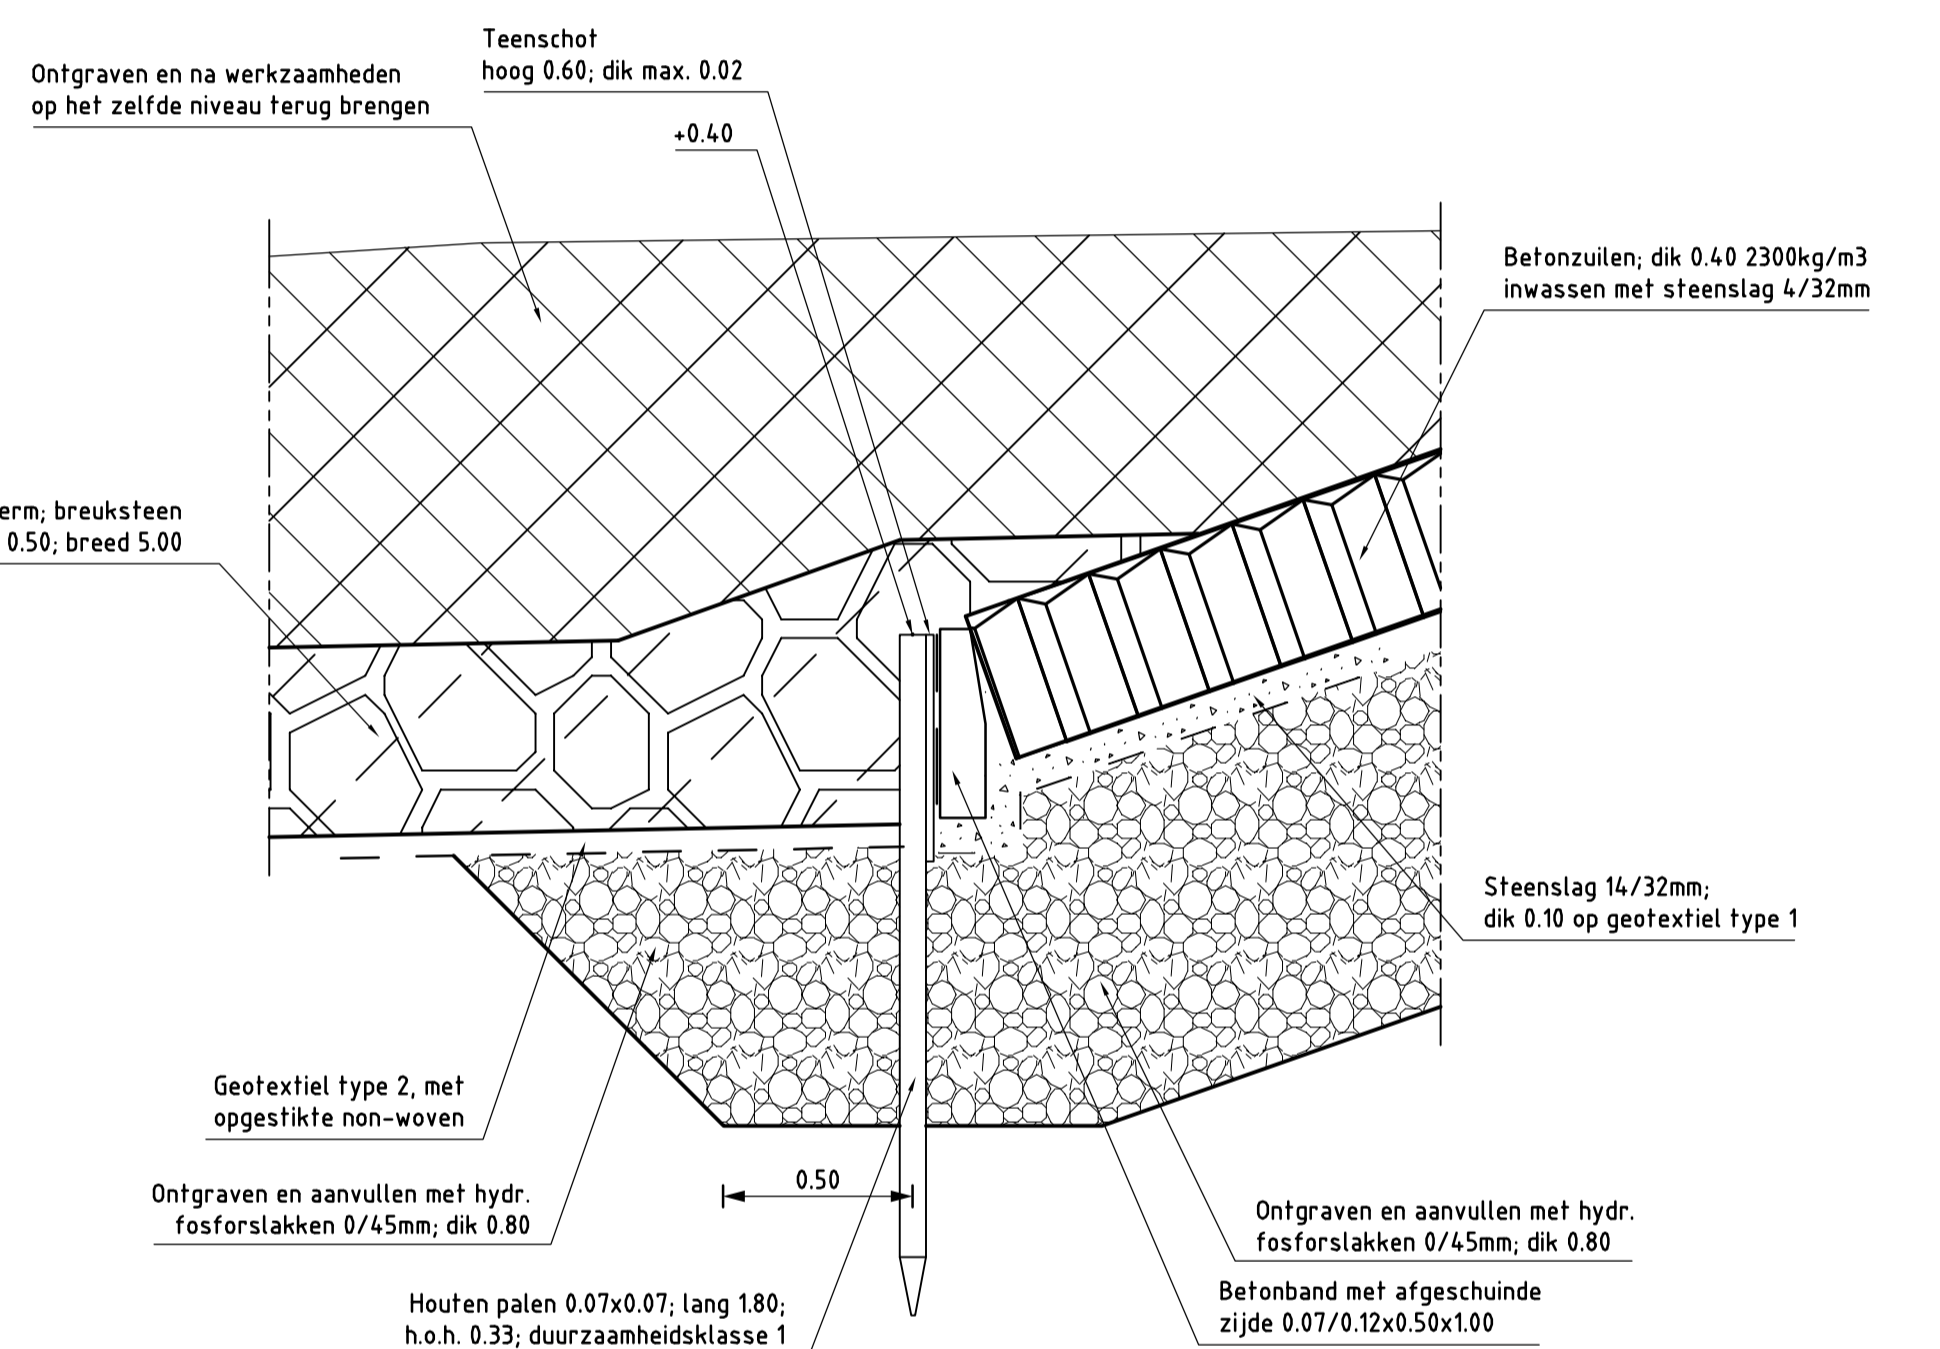 Teenschot
hoog 0.60; dik max. 0.02
Ontgraven en na werkzaamheden
op het zelfde niveau terug brengen
+0.40
Betonzuilen; dik 0.40 2300kg/m3
inwassen met steenslag 4/32mm
erm; breuksteen
0.50; breed 5.00
Steenslag 14/32mm;
dik 0.10 op geotextiel type 1
Geotextiel type 2, met
opgestikte non-woven
Ontgraven en aanvullen met hydr.
fosforslakken 0/45mm; dik 0.80
0.50
Ontgraven en aanvullen met hydr.
fosforslakken 0/45mm; dik 0.80
Betonband met afgeschuinde
zijde 0.07/0.12x0.50x1.00
Houten palen 0.07x0.07; lang 1.80;
h.o.h. 0.33; duurzaamheidsklasse 1